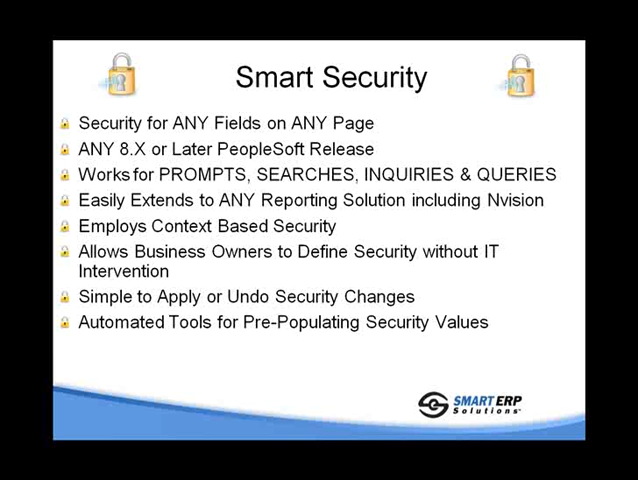 Smart Security
Security for ANY Fields on ANY Page
ANY 8.X or Later PeopleSoft Release
Works for PROMPTS, SEARCHES, INQUIRIES & QUERIES
Easily Extends to ANY Reporting Solution including Nvision
Employs Context Based Security
Allows Business Owners to Define Security without IT
Intervention
Simple to Apply or Undo Security Changes
Automated Tools for Pre-Populating Security Values
SMART ERP
Solutions™